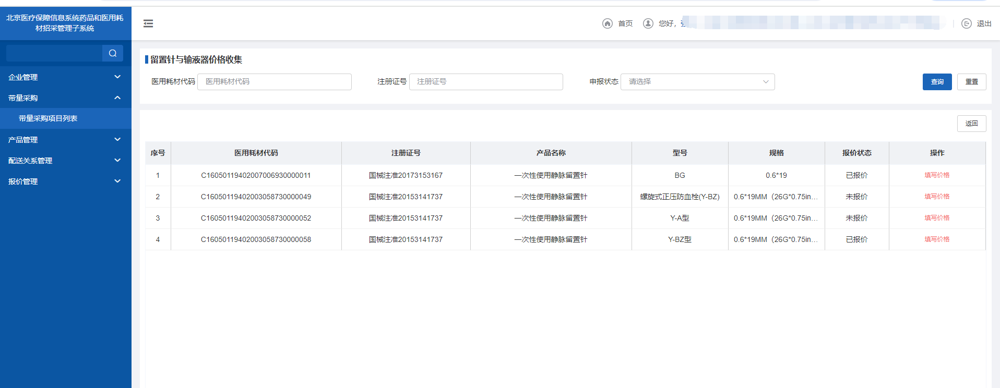 北京医疗保障信息系统药品和医用耗
材招采管理子系统
首页
您好，
退出
企业管理
带量采购
带量采购项目列表
产品管理
配送关系管理
报价管理
留置针与输液器价格收集
医用耗材代码 医用耗材代码 注册证号 注册证号 申报状态 请选择 查询 重置
返回
序号 医用耗材代码 注册证号 产品名称 型号 规格 报价状态 操作
1 C16050119402007006930000011 国械注准20173153167 一次性使用静脉留置针 BG 0.6*19 已报价 填写价格
2 C16050119402003058730000049 国械注准20153141737 一次性使用静脉留置针 螺旋式正压防血栓(Y-BZ) 0.6*19MM（26G*0.75in... 未报价 填写价格
3 C16050119402003058730000052 国械注准20153141737 一次性使用静脉留置针 Y-A型 0.6*19MM（26G*0.75in... 未报价 填写价格
4 C16050119402003058730000058 国械注准20153141737 一次性使用静脉留置针 Y-BZ型 0.6*19MM（26G*0.75in... 已报价 填写价格